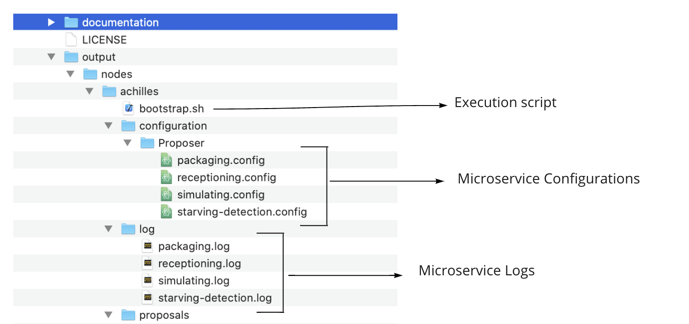 documentation
LICENSE
output
nodes
achilles
bootstrap.sh
Execution script
configuration
Proposer
packaging.config
receptioning.config
Microservice Configurations
simulating.config
starving-detection.config
log
packaging.log
receptioning.log
Microservice Logs
simulating.log
starving-detection.log
proposals